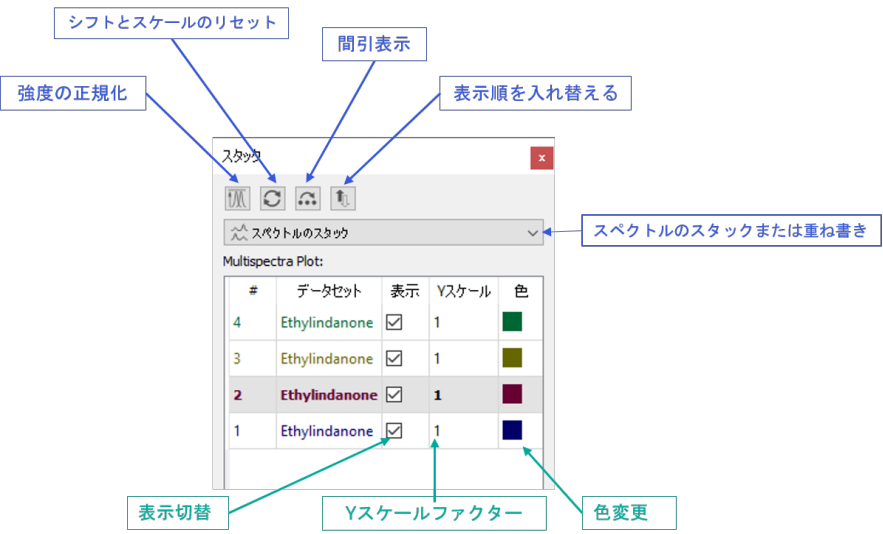 シフトとスケールのリセット
間引表示
強度の正規化
表示順を入れ替える
スタック
x
スペクトルのスタック
スペクトルのスタックまたは重ね書き
Multispectra Plot:
# データセット 表示 Yスケール 色
4 Ethylindanone 1
3 Ethylindanone 1
2 Ethylindanone 1
1 Ethylindanone 1
表示切替
Yスケールファクター
色変更